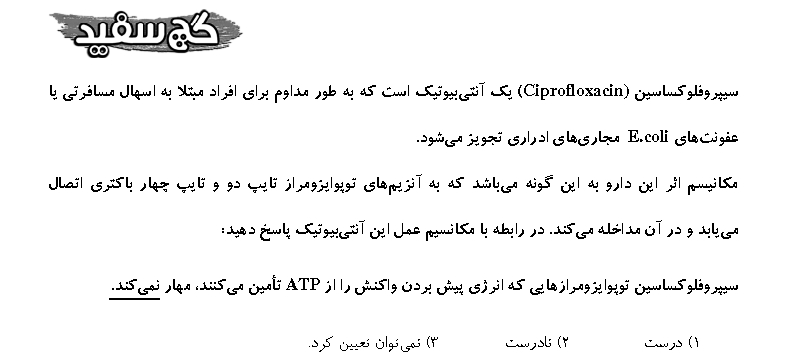 گچ سفید
سیپروفلوکساسین (Ciprofloxacin) یک آنتی‌بیوتیک است که به طور مداوم برای افراد مبتلا به اسهال مسافرتی یا
عفونت‌های E.coli مجاری‌های ادراری تجویز می‌شود.
مکانیسم اثر این دارو به این گونه می‌باشد که به آنزیم‌های توپوایزومراز تایپ دو و تایپ چهار باکتری اتصال
می‌یابد و در آن مداخله می‌کند. در رابطه با مکانسیم عمل این آنتی‌بیوتیک پاسخ دهید:
سیپروفلوکساسین توپوایزومرازهایی که انرژی پیش بردن واکنش را از ATP تأمین می‌کنند، مهار نمی‌کند.
۱) درست ۲) نادرست ۳) نمی‌توان تعیین کرد.